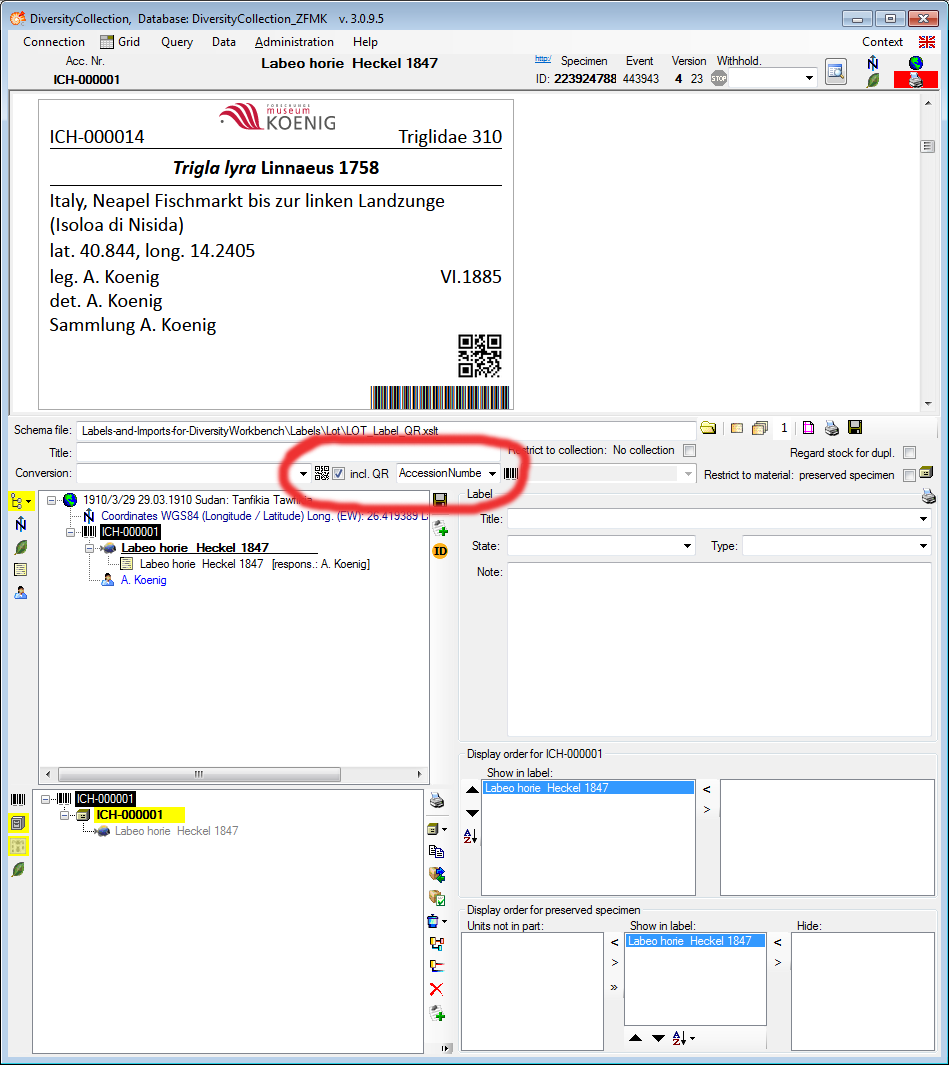 DiversityCollection, Database: DiversityCollection_ZFMK v. 3.0.9.5
Connection Grid Query Data Administration Help Context
Acc. Nr. Labeo horie Heckel 1847 http:/ Specimen Event Version Withhold.
ICH-000001 ID: 223924788 443943 4 23 STOP
FORSCHUNGS
museum
KOENIG
ICH-000014 Triglidae 310
Trigla lyra Linnaeus 1758
Italy, Neapel Fischmarkt bis zur linken Landzunge
(Isoloa di Nisida)
lat. 40.844, long. 14.2405
leg. A. Koenig VI.1885
det. A. Koenig
Sammlung A. Koenig
Schema file: Labels-and-Imports-for-DiversityWorkbench\Labels\Lot\LOT_Label_QR.xslt 1
Title: Restrict to collection: No collection Regard stock for dupl.
Conversion: incl. QR AccessionNumbe Restrict to material: preserved specimen
1910/3/29 29.03.1910 Sudan: Tanfikia Tawfikia
Coordinates WGS84 (Longitude / Latitude) Long. (EW): 26.419389 L
ICH-000001
Labeo horie Heckel 1847
Labeo horie Heckel 1847 [respons.: A. Koenig]
A. Koenig
ID
Label
Title:
State: Type:
Note:
Display order for ICH-000001
Show in label:
Labeo horie Heckel 1847
< >
ICH-000001
ICH-000001
Labeo horie Heckel 1847
Display order for preserved specimen
Units not in part: Show in label: Hide:
Labeo horie Heckel 1847
< > » < >